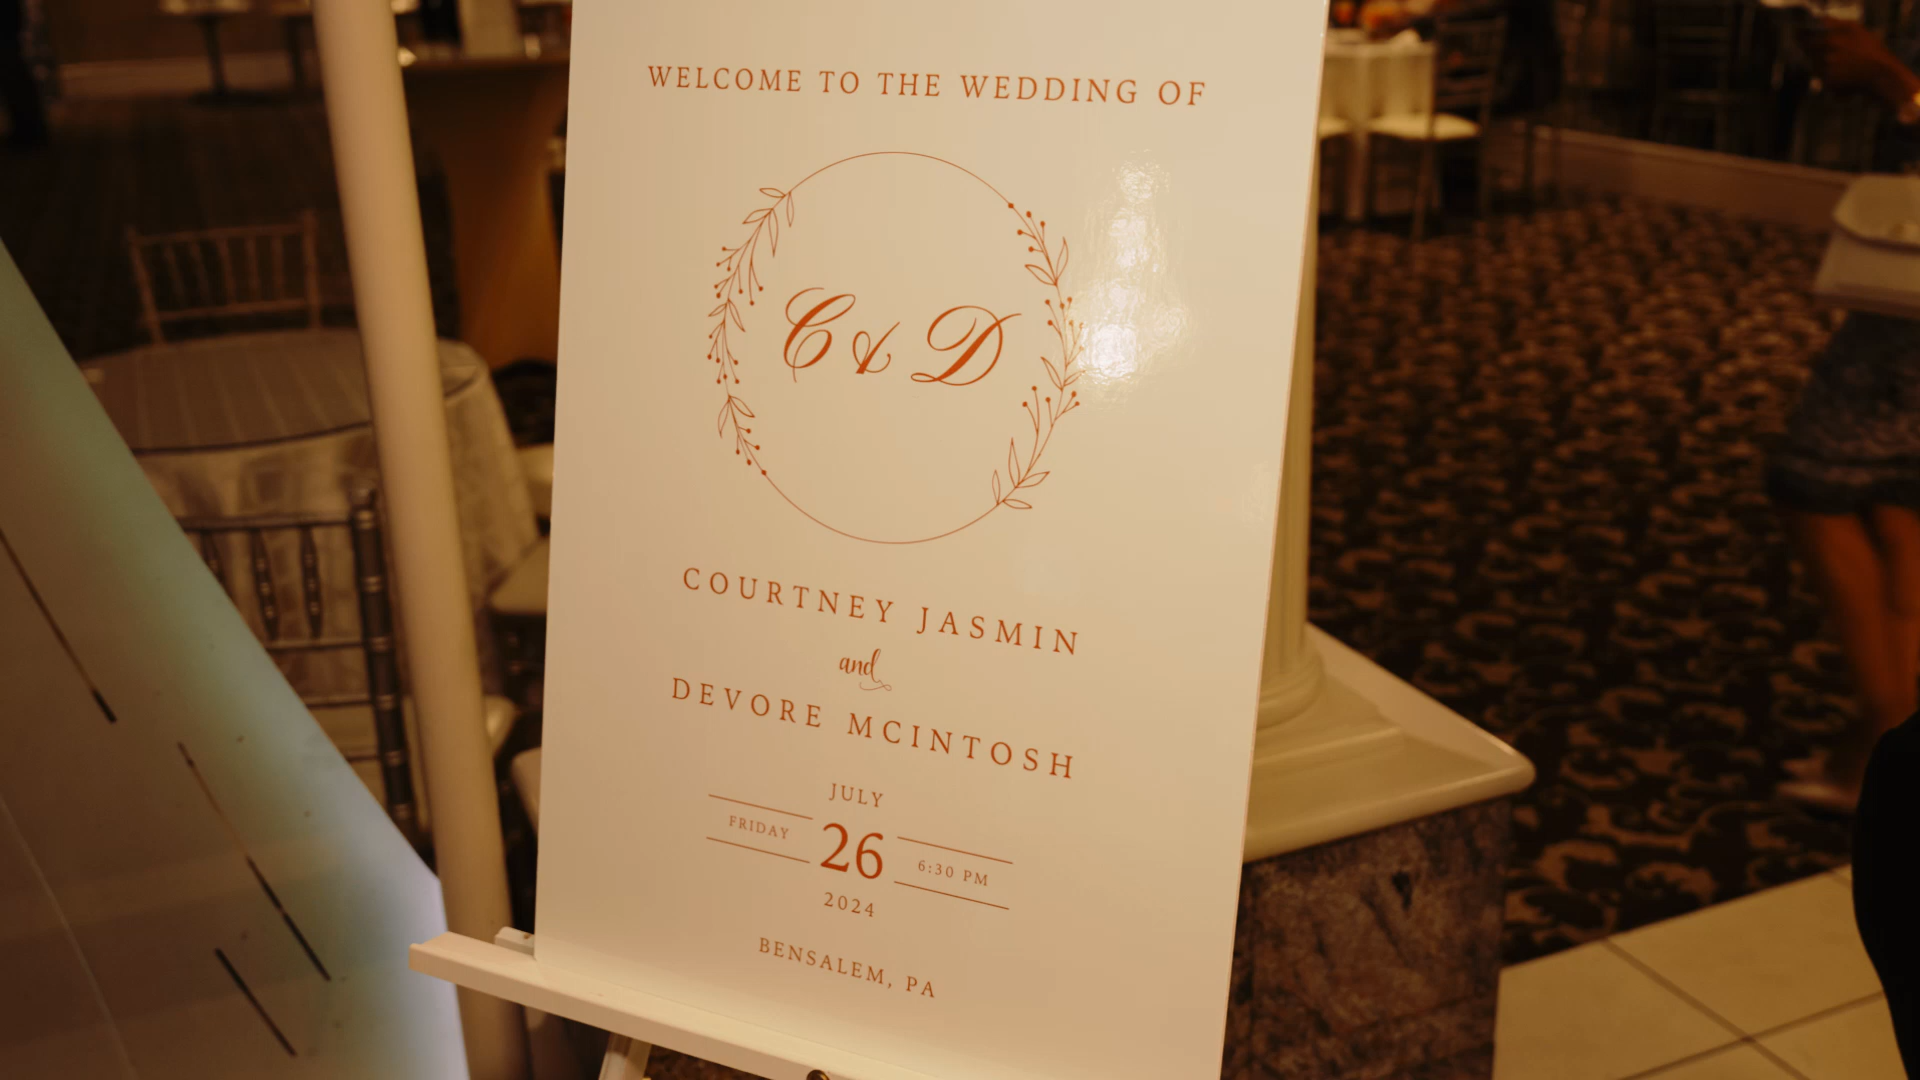 WELCOME TO THE WEDDING OF
C & D
COURTNEY JASMIN
and
DEVORE MCINTOSH
JULY
FRIDAY 26 6:30 PM
2024
BENSALEM, PA